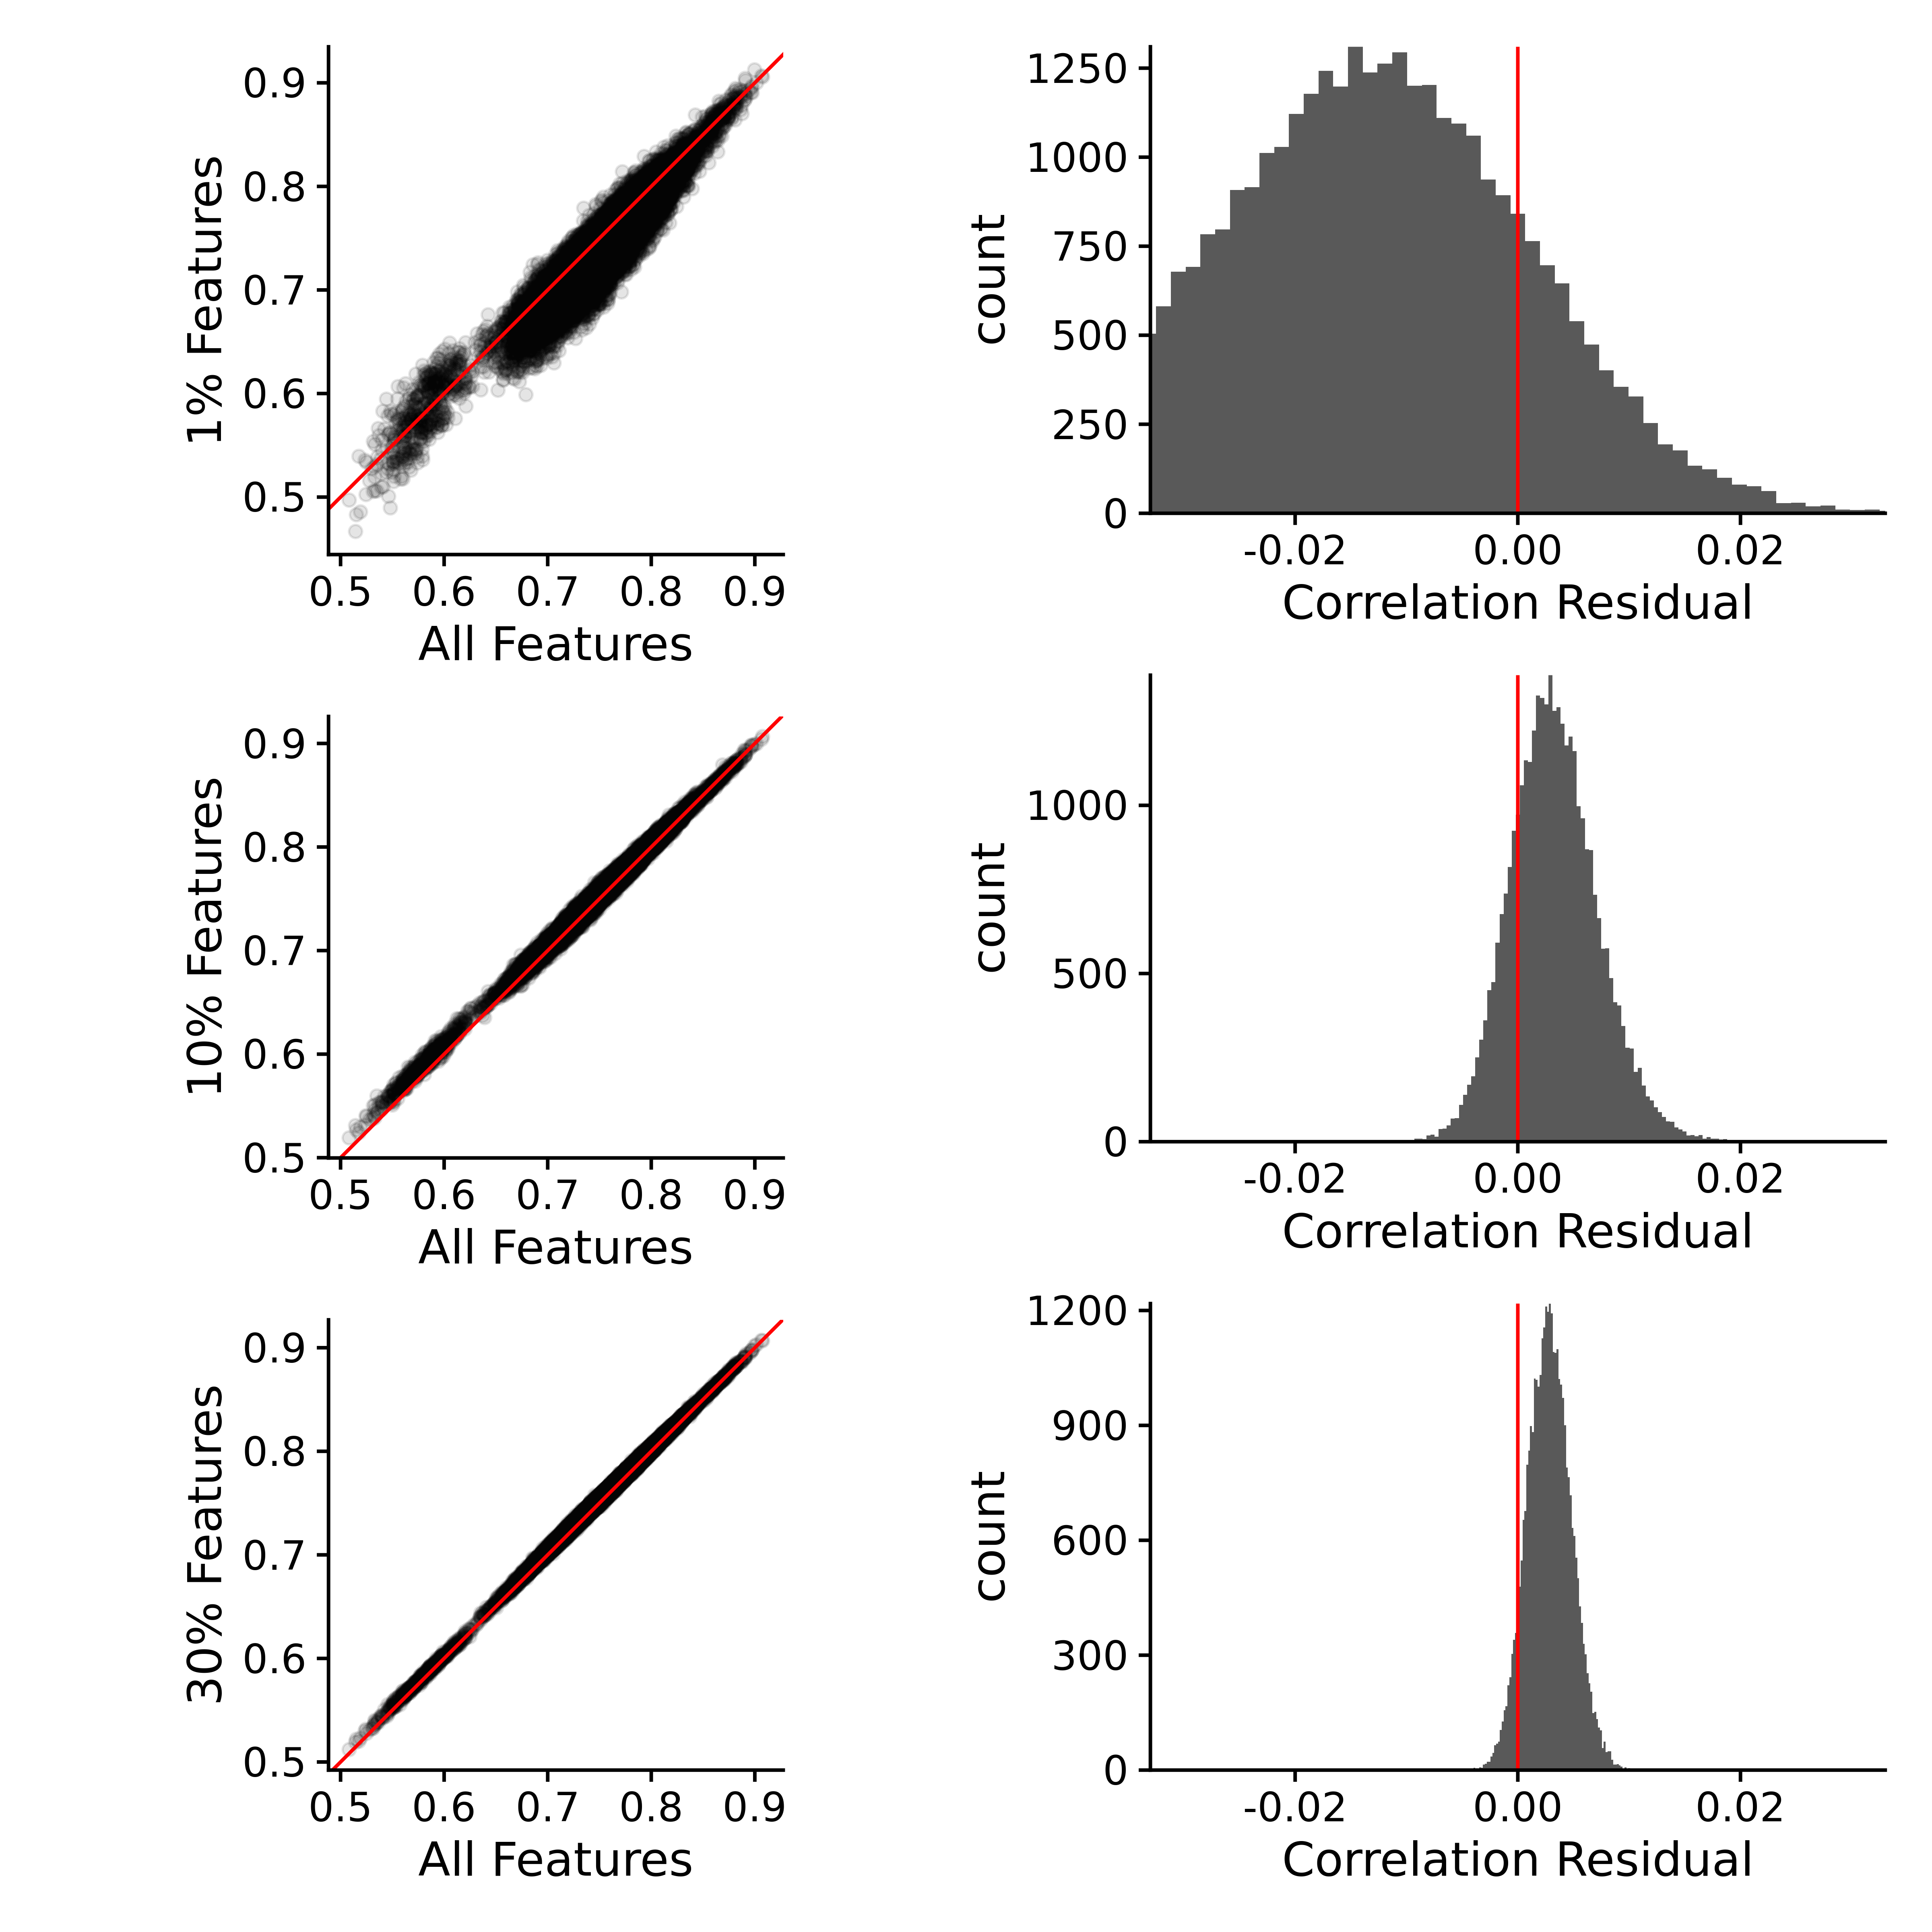 0.9
0.8
0.7
0.6
0.5
1% Features
0.5 0.6 0.7 0.8 0.9
All Features
1250
1000
750
500
250
0
count
-0.02 0.00 0.02
Correlation Residual
0.9
0.8
0.7
0.6
0.5
10% Features
0.5 0.6 0.7 0.8 0.9
All Features
1000
500
0
count
-0.02 0.00 0.02
Correlation Residual
0.9
0.8
0.7
0.6
0.5
30% Features
0.5 0.6 0.7 0.8 0.9
All Features
1200
900
600
300
0
count
-0.02 0.00 0.02
Correlation Residual